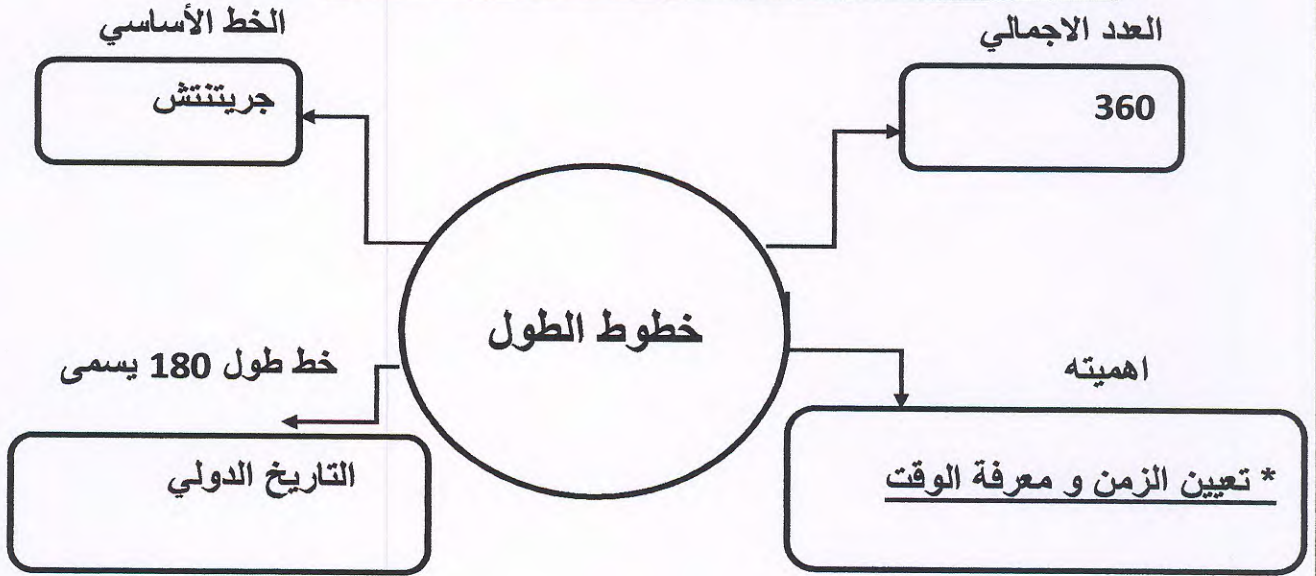 العدد الاجمالي
360
الخط الأساسي
جريتنتش
خطوط الطول
اهميته
* تعيين الزمن و معرفة الوقت
خط طول 180 يسمى
التاريخ الدولي